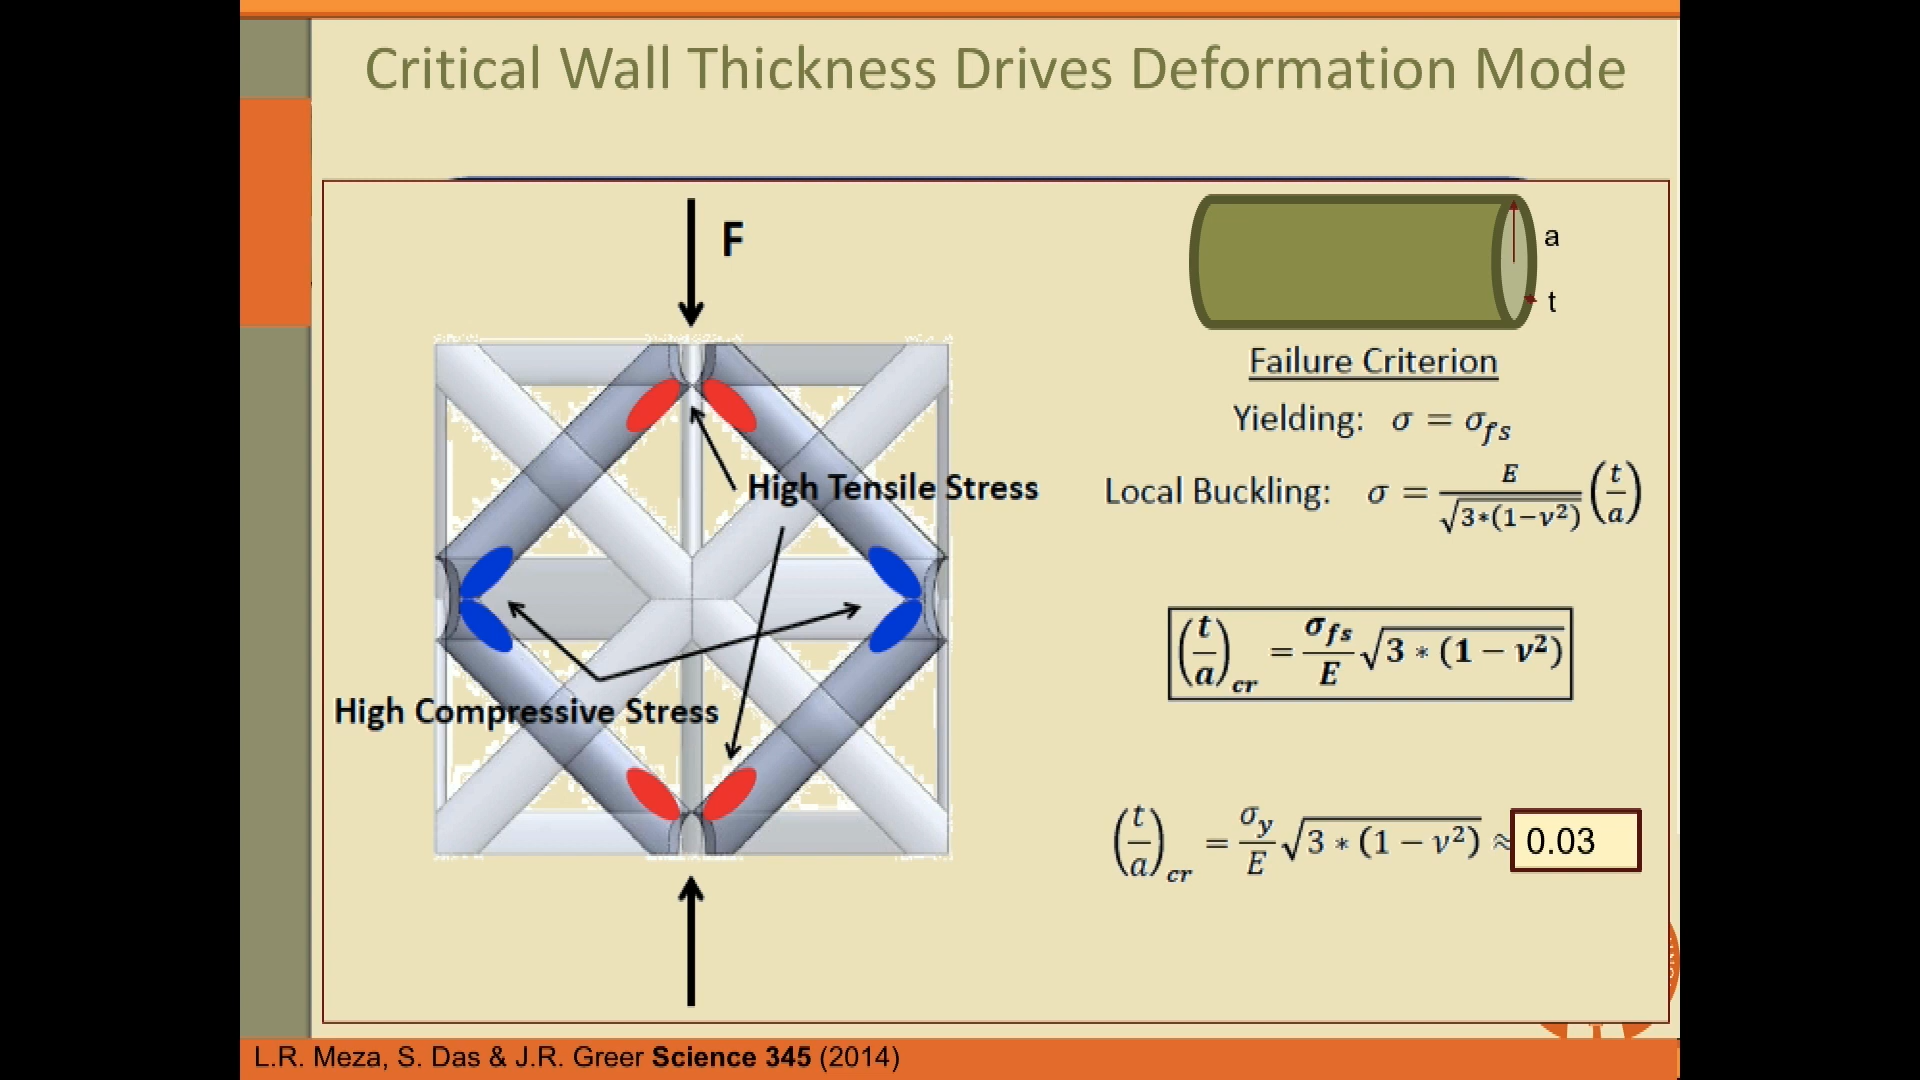 Critical Wall Thickness Drives Deformation Mode
F
a
t
Failure Criterion
Yielding: σ = σ_fs
High Tensile Stress
Local Buckling: σ = E / √(3*(1−ν²)) (t/a)
(t/a)_cr = σ_fs/E √(3 * (1 − ν²))
High Compressive Stress
(t/a)_cr = σ_y/E √(3 * (1 − ν²)) ≈ 0.03
L.R. Meza, S. Das & J.R. Greer Science 345 (2014)